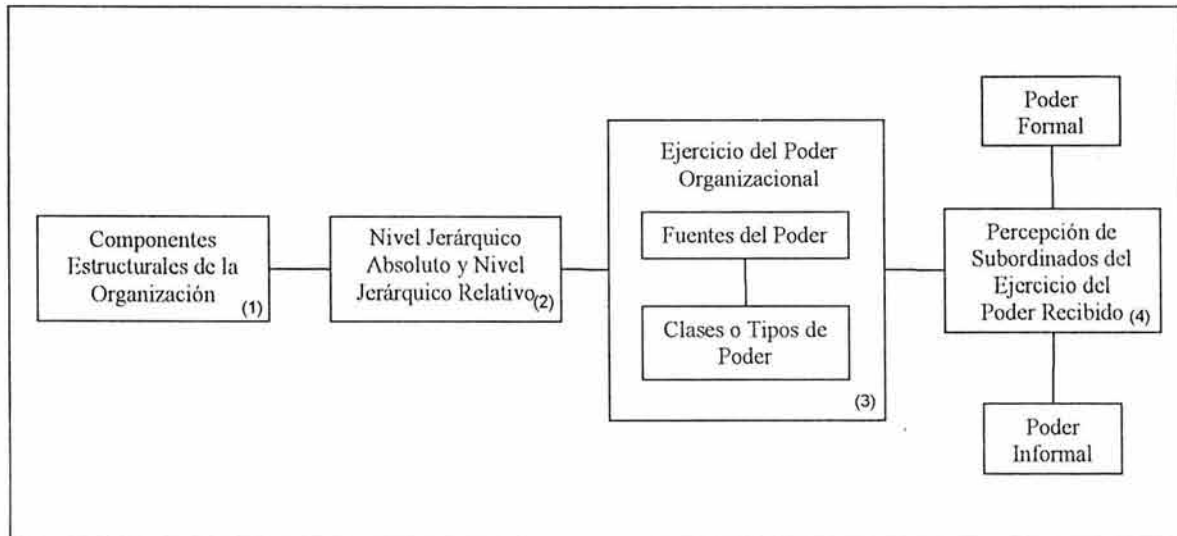 Componentes
Estructurales de la
Organización
(1)
Nivel Jerárquico
Absoluto y Nivel
Jerárquico Relativo
(2)
Ejercicio del Poder
Organizacional
Fuentes del Poder
Clases o Tipos de
Poder
(3)
Poder
Formal
Percepción de
Subordinados del
Ejercicio del
Poder Recibido (4)
Poder
Informal